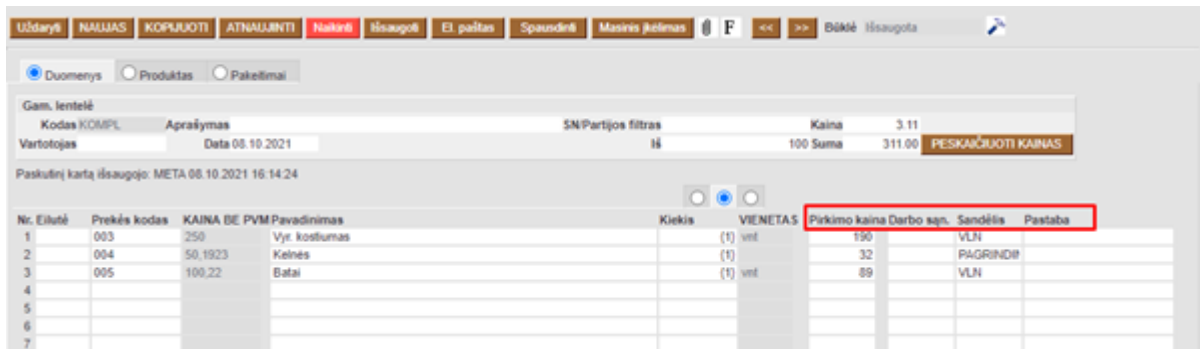 Uždaryti NAUJAS KOPIJUOTI ATNAUJINTI Naikinti Išsaugoti El. paštas Spausdinti Masinis įkėlimas F << >> Būklė Išsaugota
Duomenys Produktas Pakeitimai
Gam. lentelė
Kodas KOMPL Aprašymas SN/Partijos filtras Kaina 3.11
Vartotojas Data 08.10.2021 Iš 100 Suma 311.00 PESKAIČIUOTI KAINAS
Paskutinį kartą išsaugojo: META 08.10.2021 16:14:24
Nr. Eilutė Prekės kodas KAINA BE PVM Pavadinimas Kiekis VIENETAS Pirkimo kaina Darbo sąn. Sandėlis Pastaba
1 003 250 Vyr. kostiumas (1) vnt 190 VLN
2 004 50,1923 Kelnės (1) 32 PAGRINDIN
3 005 100,22 Batai (1) vnt 89 VLN
4
5
6
7